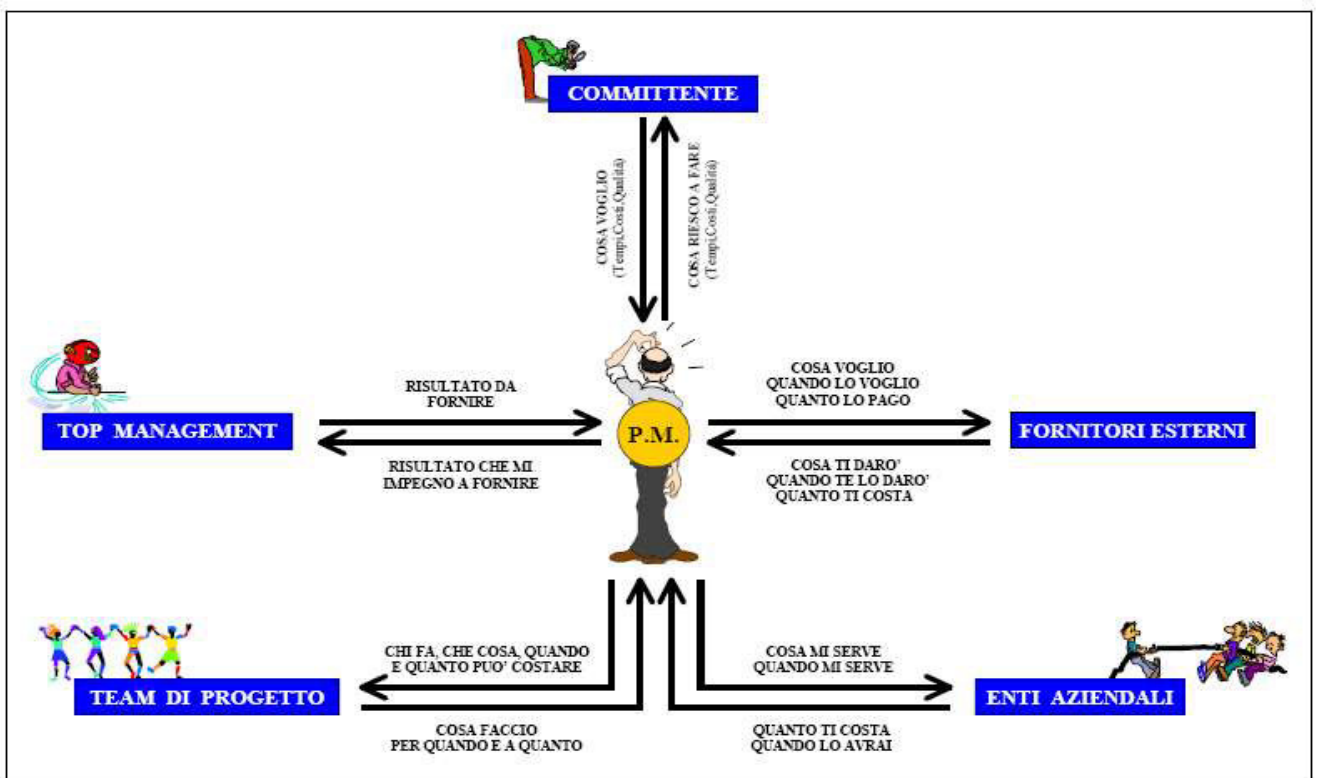 COMMITTENTE
COSA VOGLIO
(Tempi,Costi,Qualità)
COSA RIESCO A FARE
(Tempi,Costi,Qualità)
RISULTATO DA
FORNIRE
COSA VOGLIO
QUANDO LO VOGLIO
QUANTO LO PAGO
TOP MANAGEMENT
P.M.
FORNITORI ESTERNI
RISULTATO CHE MI
IMPEGNO A FORNIRE
COSA TI DARO'
QUANDO TE LO DARO'
QUANTO TI COSTA
CHI FA, CHE COSA, QUANDO
E QUANTO PUO' COSTARE
COSA MI SERVE
QUANDO MI SERVE
TEAM DI PROGETTO
ENTI AZIENDALI
COSA FACCIO
PER QUANDO E A QUANTO
QUANTO TI COSTA
QUANDO LO AVRAI